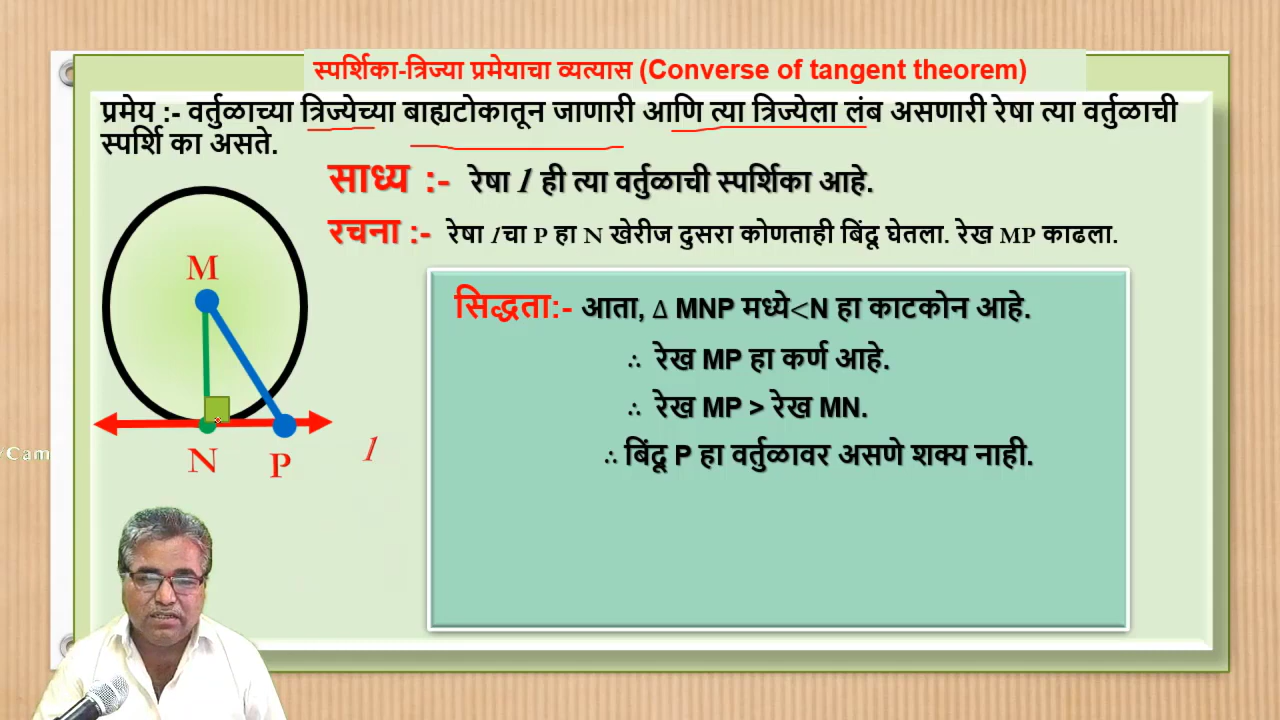 स्पर्शिका-त्रिज्या प्रमेयाचा व्यत्यास (Converse of tangent theorem)
प्रमेय :- वर्तुळाच्या त्रिज्येच्या बाह्यटोकातून जाणारी आणि त्या त्रिज्येला लंब असणारी रेषा त्या वर्तुळाची
स्पर्शि का असते.
साध्य :- रेषा l ही त्या वर्तुळाची स्पर्शिका आहे.
रचना :- रेषा l चा P हा N खेरीज दुसरा कोणताही बिंदू घेतला. रेख MP काढला.
M
N
P
l
सिद्धता:- आता, Δ MNP मध्ये<N हा काटकोन आहे.
∴ रेख MP हा कर्ण आहे.
∴ रेख MP > रेख MN.
∴ बिंदू P हा वर्तुळावर असणे शक्य नाही.
/Cam